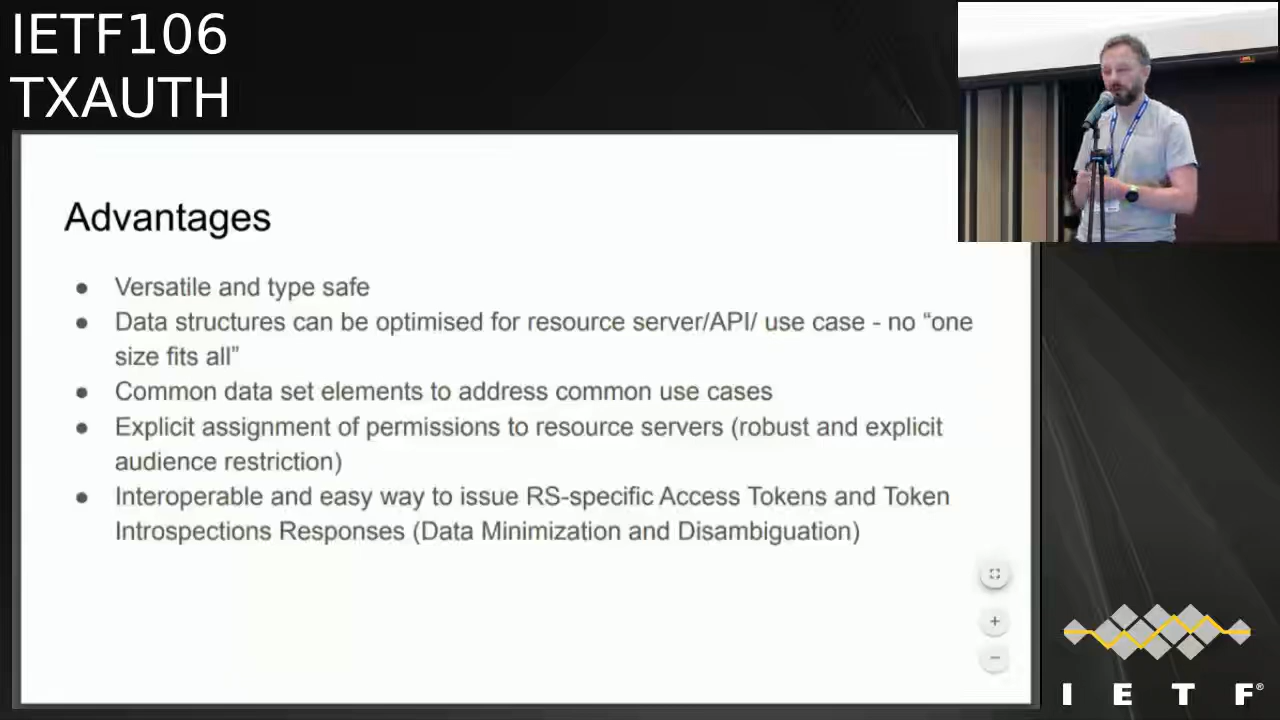 IETF106
TXAUTH
Advantages
● Versatile and type safe
● Data structures can be optimised for resource server/API/ use case - no “one
size fits all”
● Common data set elements to address common use cases
● Explicit assignment of permissions to resource servers (robust and explicit
audience restriction)
● Interoperable and easy way to issue RS-specific Access Tokens and Token
Introspections Responses (Data Minimization and Disambiguation)
+
−
I E T F®